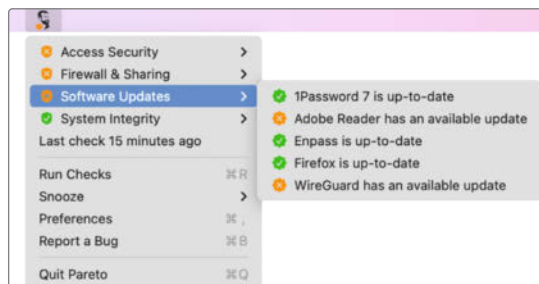 Access Security
Firewall & Sharing
Software Updates
System Integrity
Last check 15 minutes ago
Run Checks ⌘ R
Snooze
Preferences ⌘ ,
Report a Bug ⌘ B
Quit Pareto ⌘ Q
1Password 7 is up-to-date
Adobe Reader has an available update
Enpass is up-to-date
Firefox is up-to-date
WireGuard has an available update